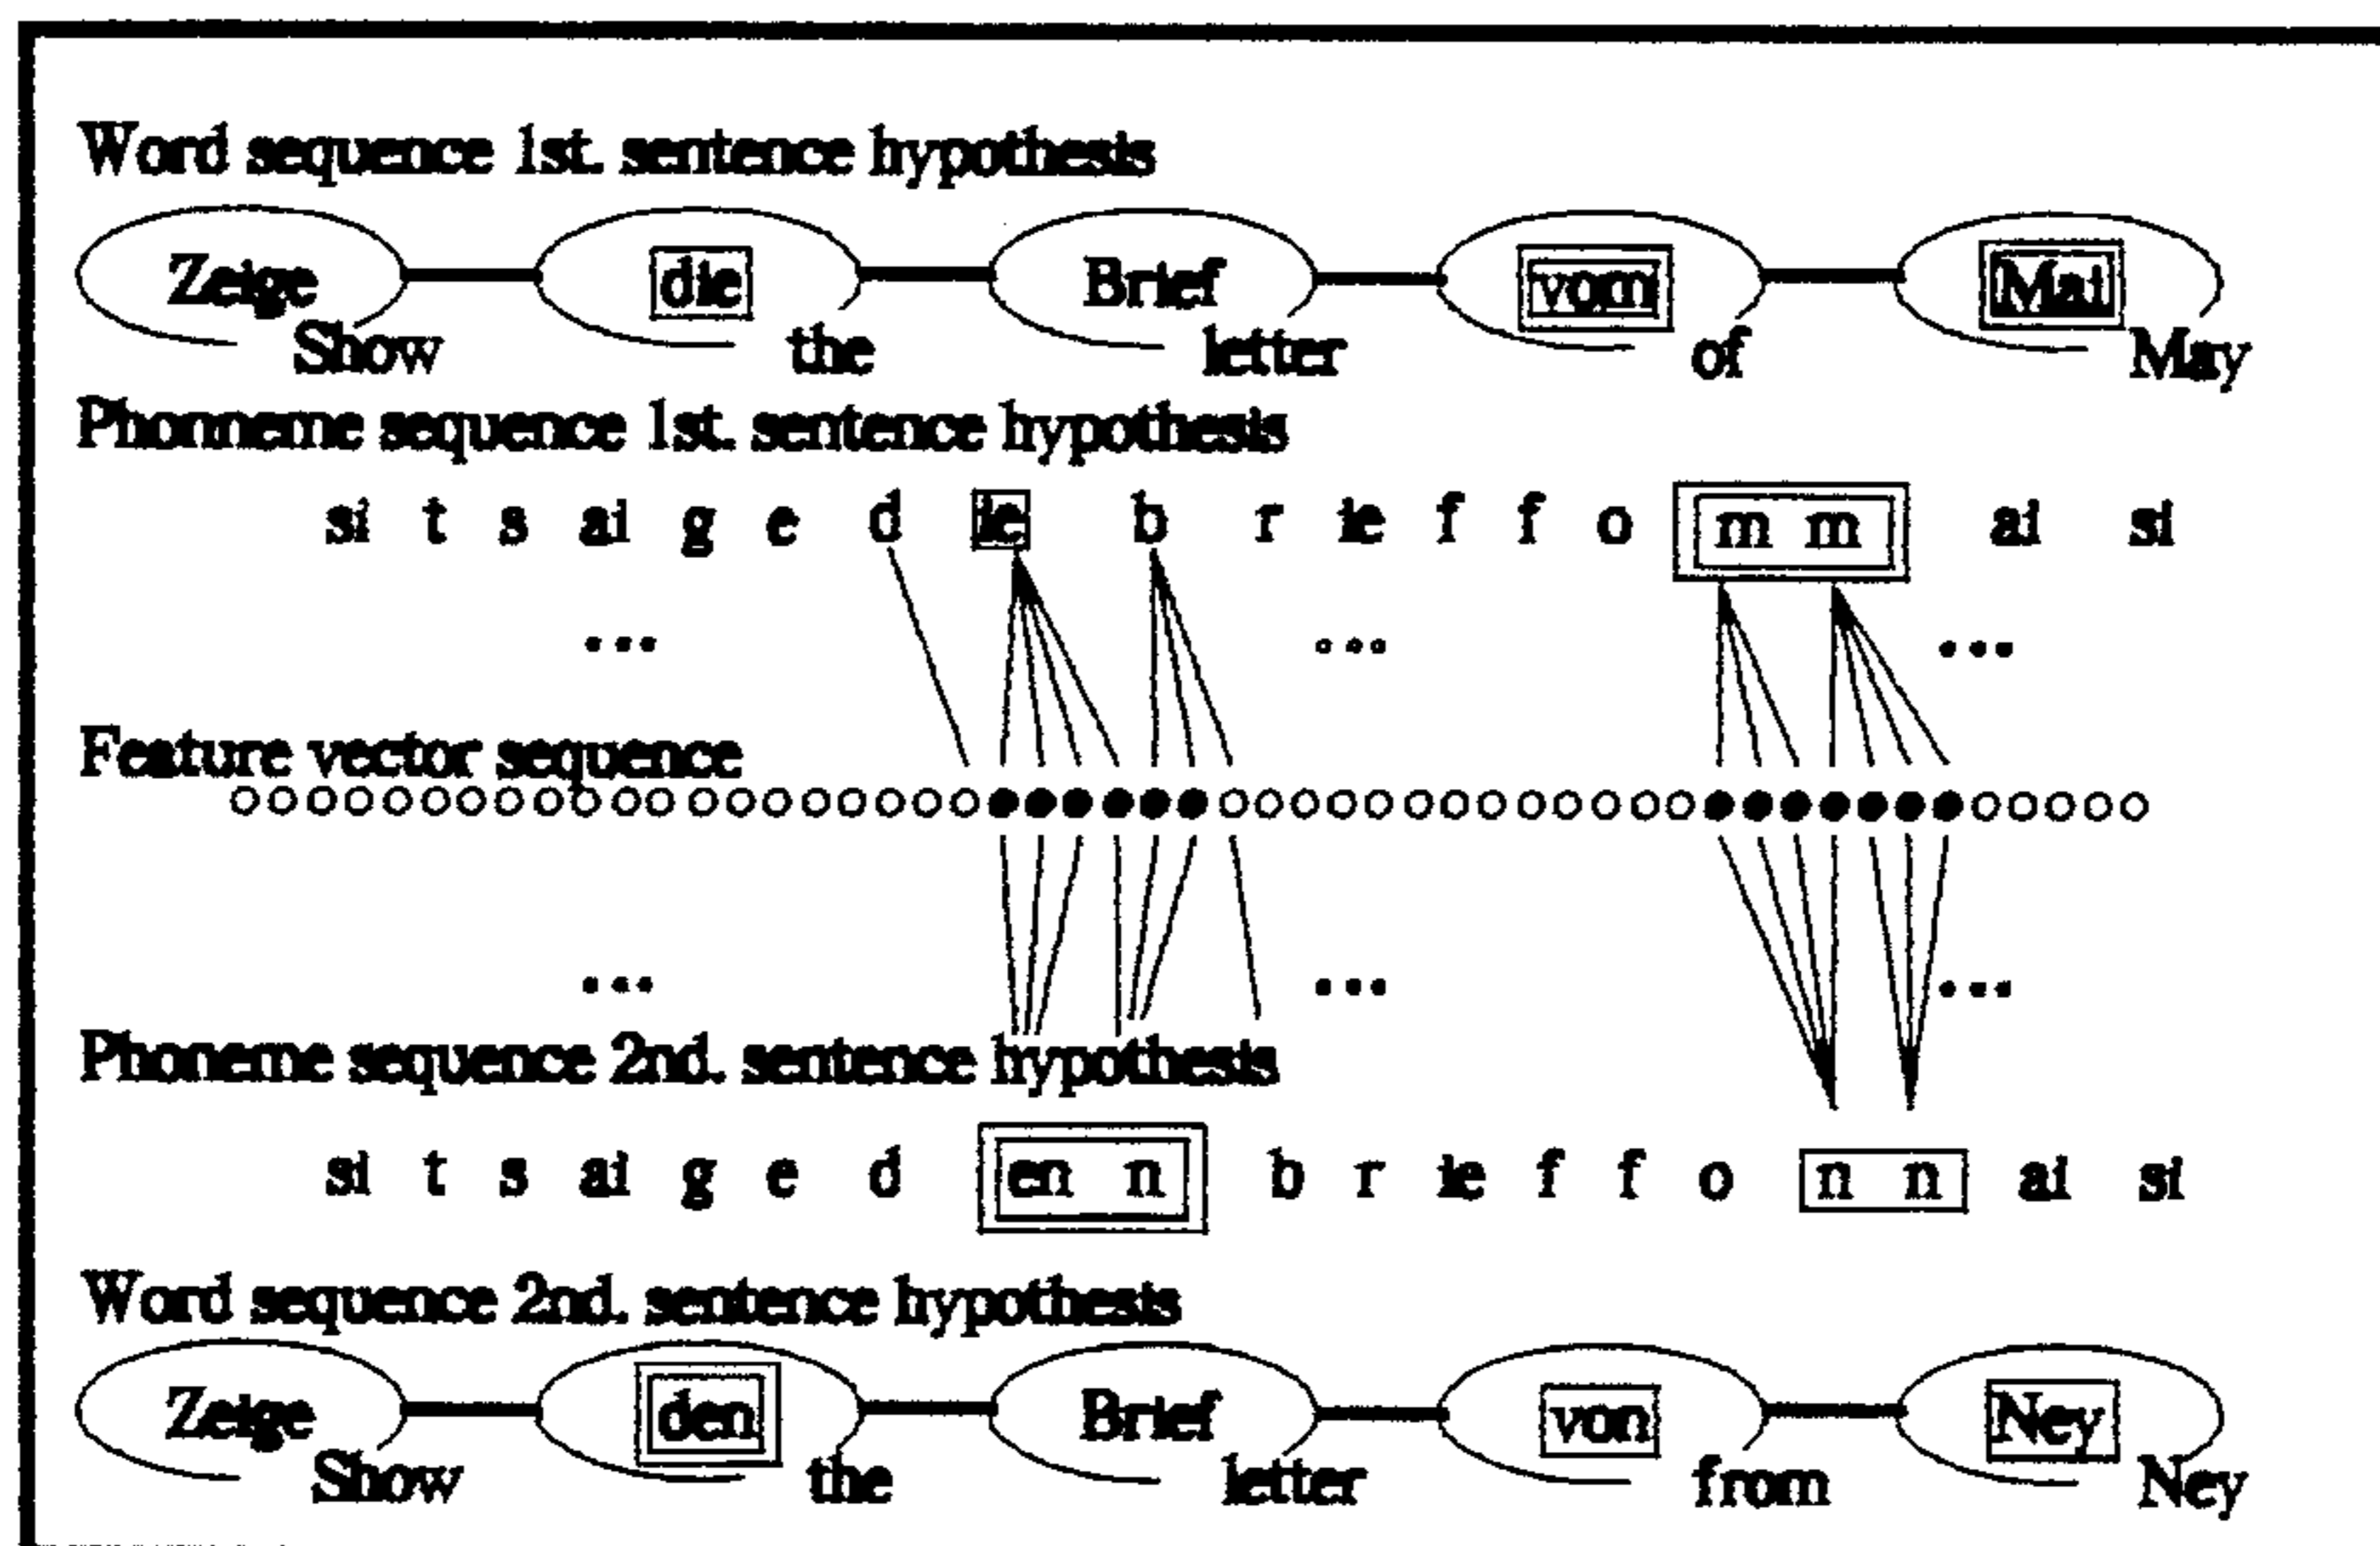 Word sequence 1st. sentence hypothesis
Zeige die Brief vom Mai
Show the letter of May
Phonneme sequence 1st. sentence hypothesis
si t s ai g e d ie b r ie f f o m m ai si
... ... ...
Feature vector sequence
... ... ...
Phoneme sequence 2nd. sentence hypothesis
si t s ai g e d en n b r ie f f o n n ai si
Word sequence 2nd. sentence hypothesis
Zeige den Brief von Ney
Show the letter from Ney